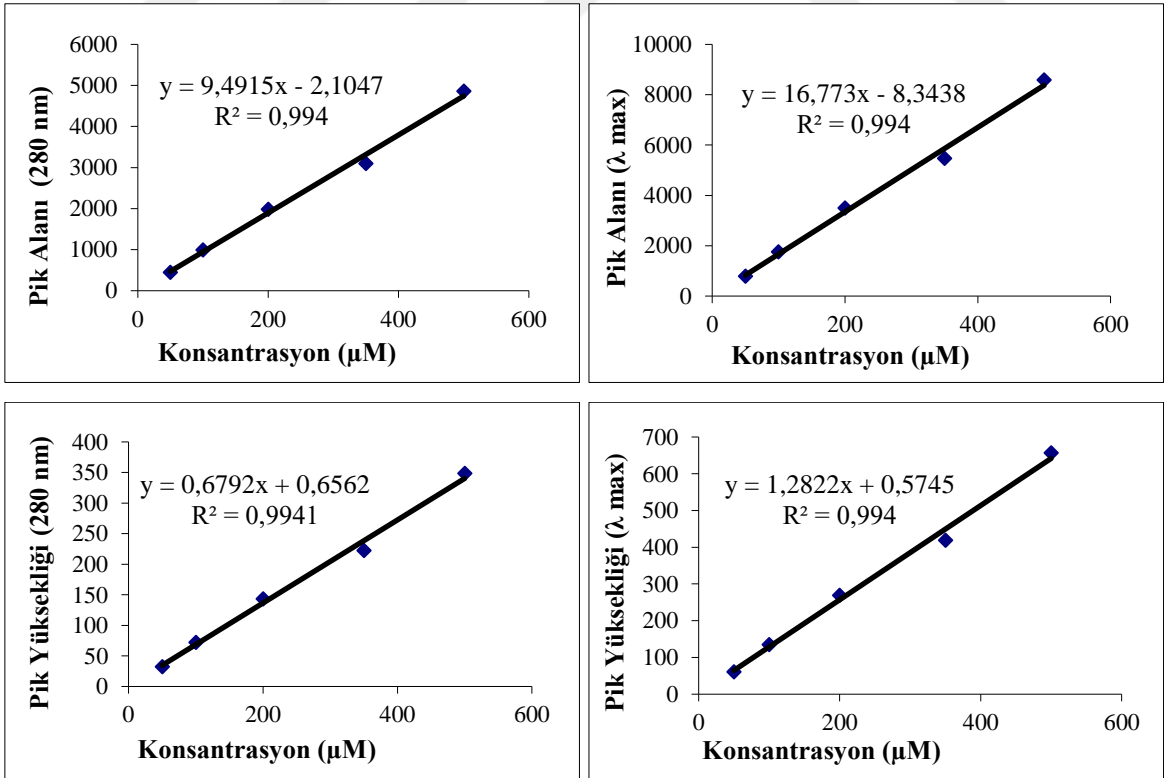 6000
5000
4000
3000
2000
1000
0
0 200 400 600
y = 9,4915x - 2,1047
R² = 0,994
Pik Alanı (280 nm)
Konsantrasyon (µM)
10000
8000
6000
4000
2000
0
0 200 400 600
y = 16,773x - 8,3438
R² = 0,994
Pik Alanı (λ max)
Konsantrasyon (µM)
400
350
300
250
200
150
100
50
0
0 200 400 600
y = 0,6792x + 0,6562
R² = 0,9941
Pik Yüksekliği (280 nm)
Konsantrasyon (µM)
700
600
500
400
300
200
100
0
0 200 400 600
y = 1,2822x + 0,5745
R² = 0,994
Pik Yüksekliği (λ max)
Konsantrasyon (µM)